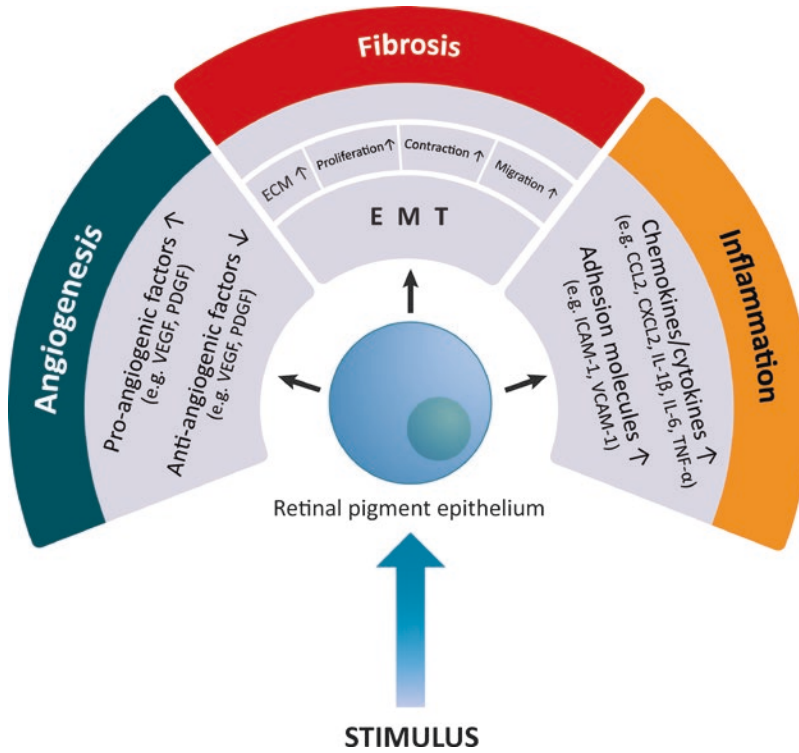 Fibrosis
ECM ↑
Proliferation ↑
Contraction ↑
Migration ↑
E M T
Angiogenesis
Pro-angiogenic factors ↑
(e.g. VEGF, PDGF)
Anti-angiogenic factors ↓
(e.g. VEGF, PDGF)
Inflammation
Chemokines/cytokines ↑
(e.g. CCL2, CXCL2, IL-1β, IL-6, TNF-α)
Adhesion molecules ↑
(e.g. ICAM-1, VCAM-1)
Retinal pigment epithelium
STIMULUS